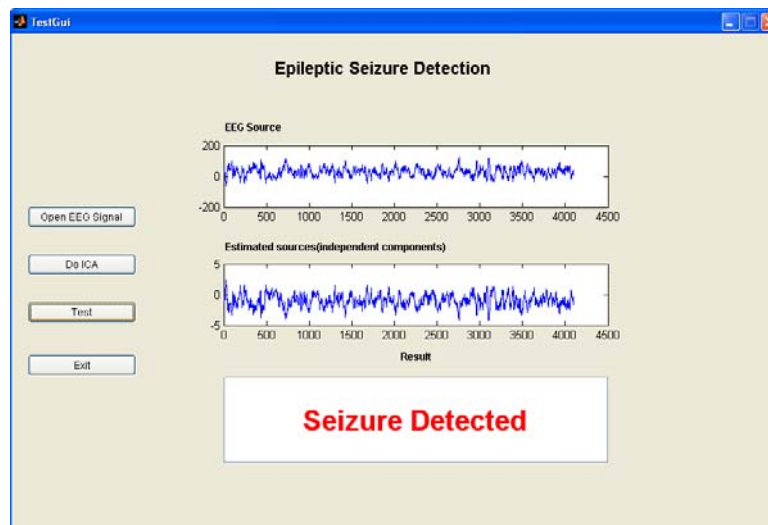 TestGui
Epileptic Seizure Detection
EEG Source
200
0
-200
0 500 1000 1500 2000 2500 3000 3500 4000 4500
Open EEG Signal
Estimated sources(independent components)
Do ICA
5
0
-5
0 500 1000 1500 2000 2500 3000 3500 4000 4500
Test
Result
Exit
Seizure Detected